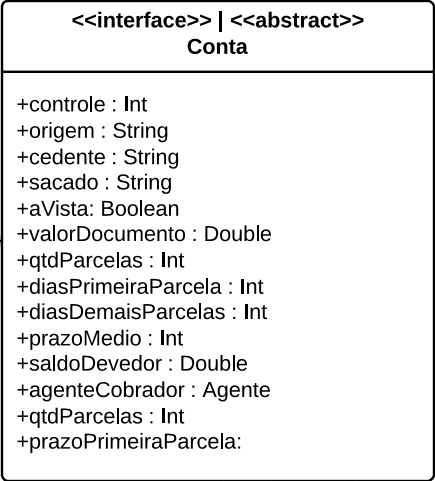 <<interface>> | <<abstract>>
Conta
+controle : Int
+origem : String
+cedente : String
+sacado : String
+aVista: Boolean
+valorDocumento : Double
+qtdParcelas : Int
+diasPrimeiraParcela : Int
+diasDemaisParcelas : Int
+prazoMedio : Int
+saldoDevedor : Double
+agenteCobrador : Agente
+qtdParcelas : Int
+prazoPrimeiraParcela: